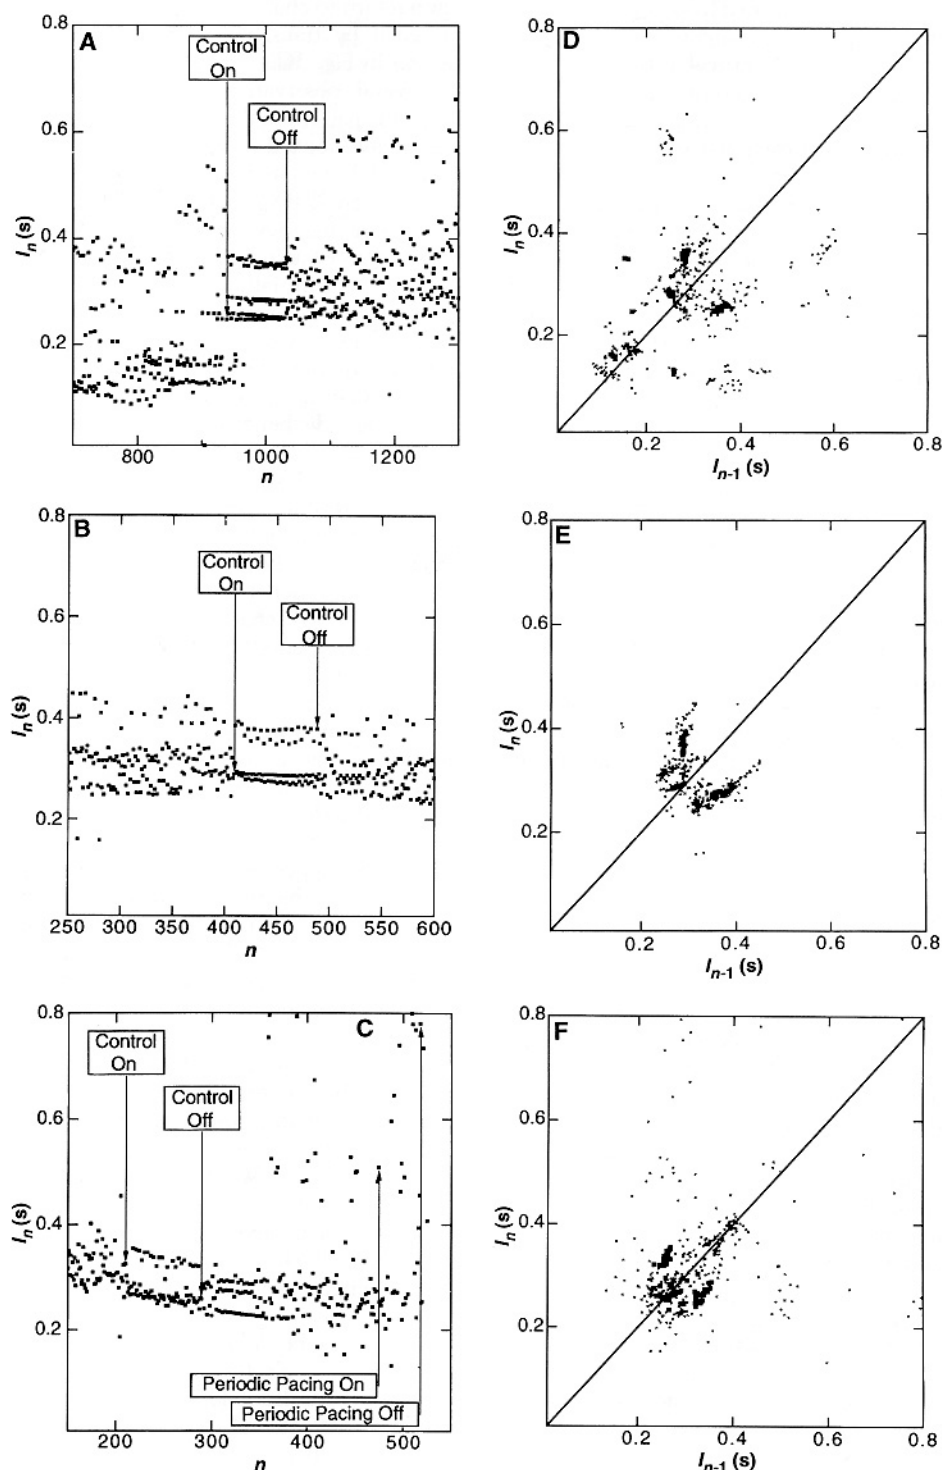 A
Control
On
Control
Off
0.8
0.6
0.4
0.2
Iₙ (s)
800
1000
1200
n
D
0.8
0.6
0.4
0.2
Iₙ (s)
0.2
0.4
0.6
0.8
Iₙ₋₁ (s)
B
Control
On
Control
Off
0.8
0.6
0.4
0.2
Iₙ (s)
250
300
350
400
450
500
550
600
n
E
0.8
0.6
0.4
0.2
Iₙ (s)
0.2
0.4
0.6
0.8
Iₙ₋₁ (s)
C
Control
On
Control
Off
Periodic Pacing On
Periodic Pacing Off
0.8
0.6
0.4
0.2
Iₙ (s)
200
300
400
500
n
F
0.8
0.6
0.4
0.2
Iₙ (s)
0.2
0.4
0.6
0.8
Iₙ₋₁ (s)